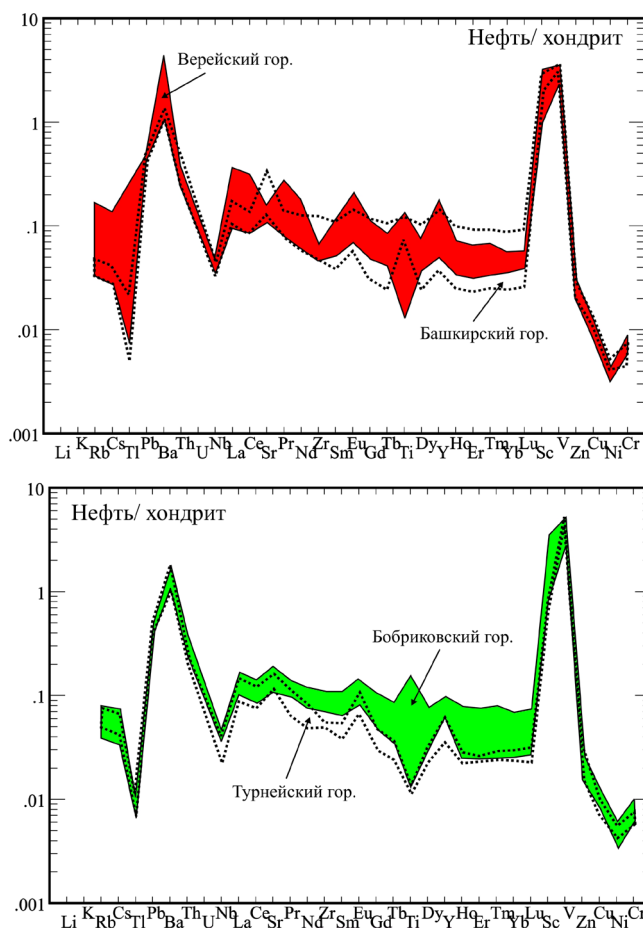 10
Нефть/ хондрит
Верейский гор.
1
.1
Башкирский гор.
.01
.001
K Cs Pb Th Nb Ce Pr Zr Eu Tb Dy Ho Tm Lu V Cu Cr
Li Rb Tl Ba U La Sr Nd Sm Gd Ti Y Er Yb Sc Zn Ni
10
Нефть/ хондрит
1
Бобриковский гор.
.1
Турнейский гор.
.01
.001
K Cs Pb Th Nb Ce Pr Zr Eu Tb Dy Ho Tm Lu V Cu Cr
Li Rb Tl Ba U La Sr Nd Sm Gd Ti Y Er Yb Sc Zn Ni